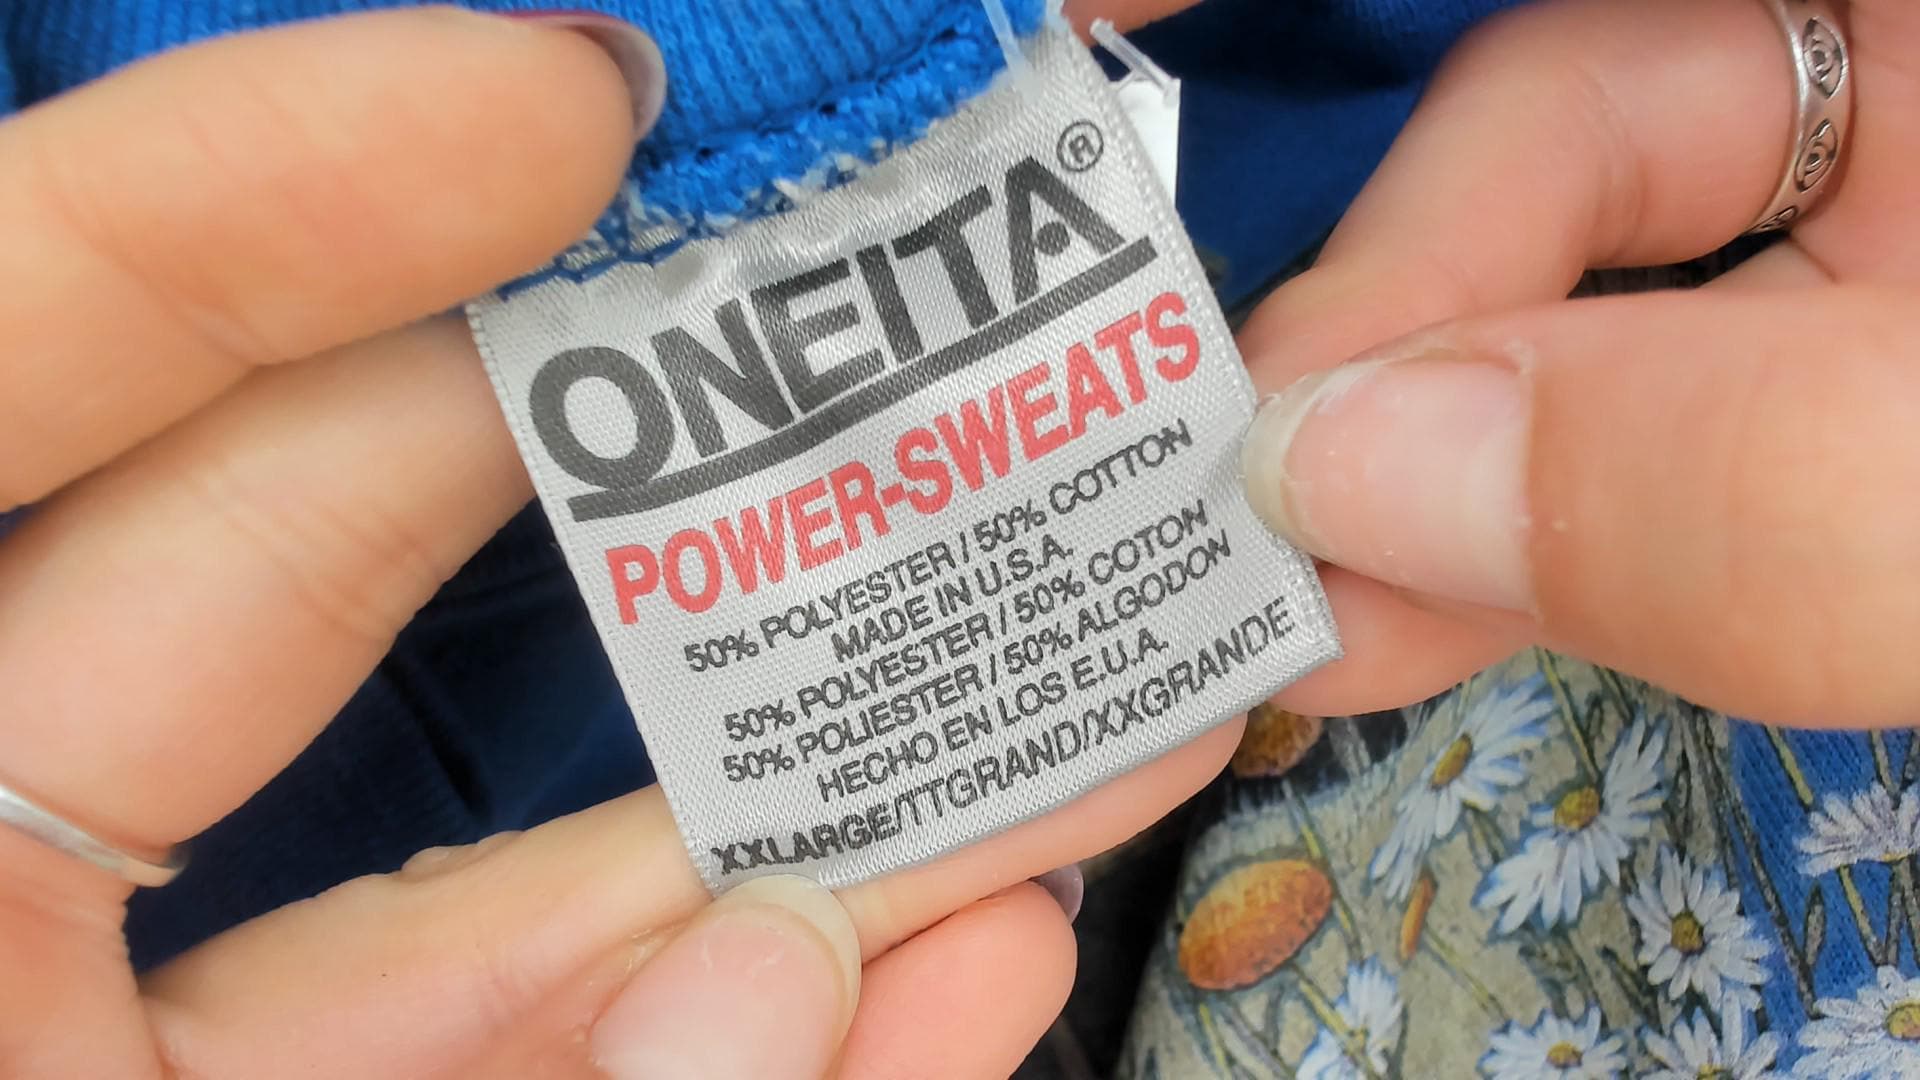 ONEITA®
POWER-SWEATS
50% POLYESTER / 50% COTTON
MADE IN U.S.A.
50% POLYESTER / 50% COTON
50% POLIESTER / 50% ALGODON
HECHO EN LOS E.U.A.
XXLARGE/TTGRAND/XXGRANDE